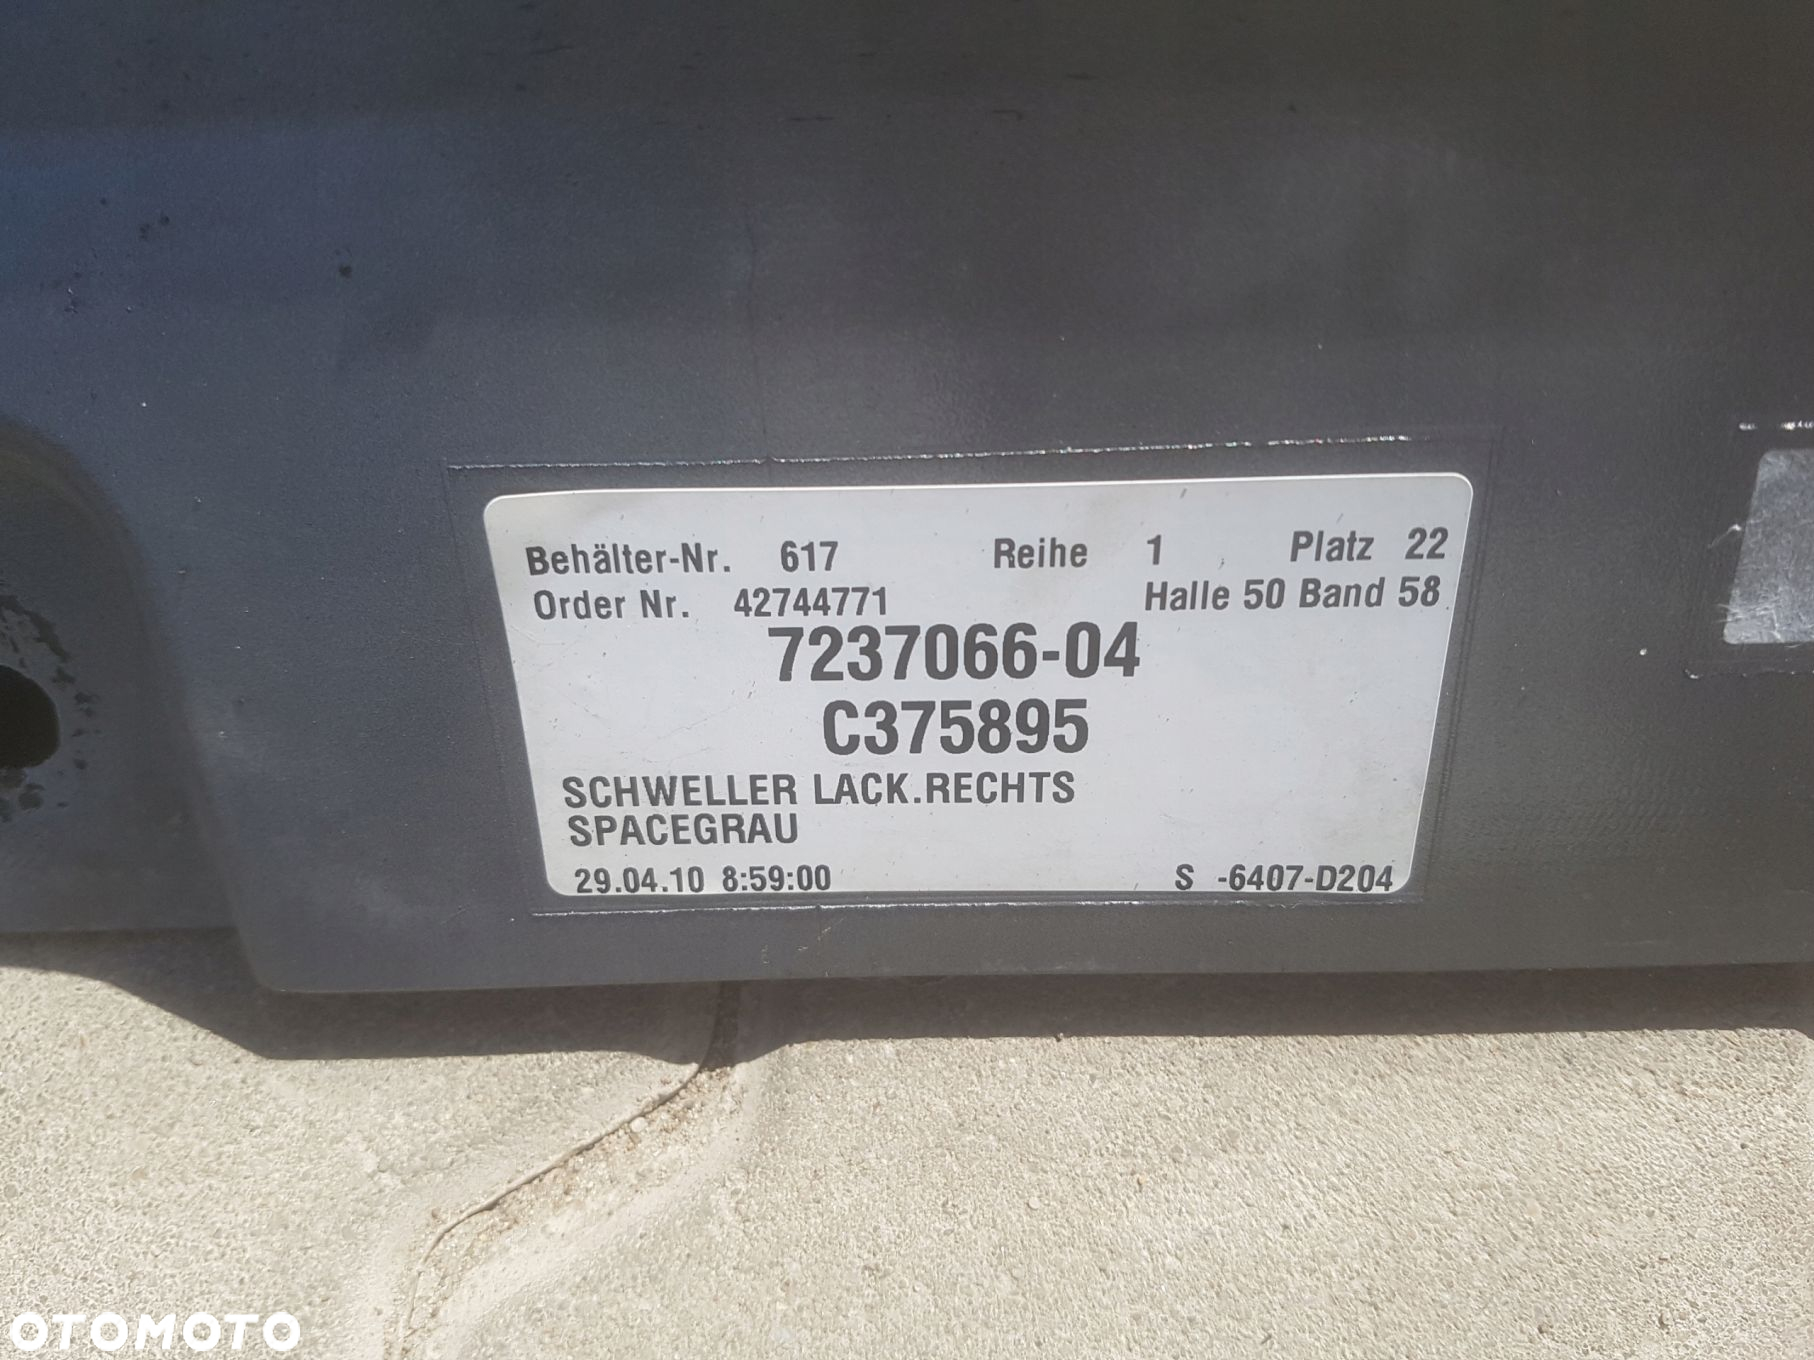 Behälter-Nr. 617 Reihe 1 Platz 22
Order Nr. 42744771 Halle 50 Band 58
7237066-04
C375895
SCHWELLER LACK.RECHTS
SPACEGRAU
29.04.10 8:59:00 S -6407-D204
OTOMOTO